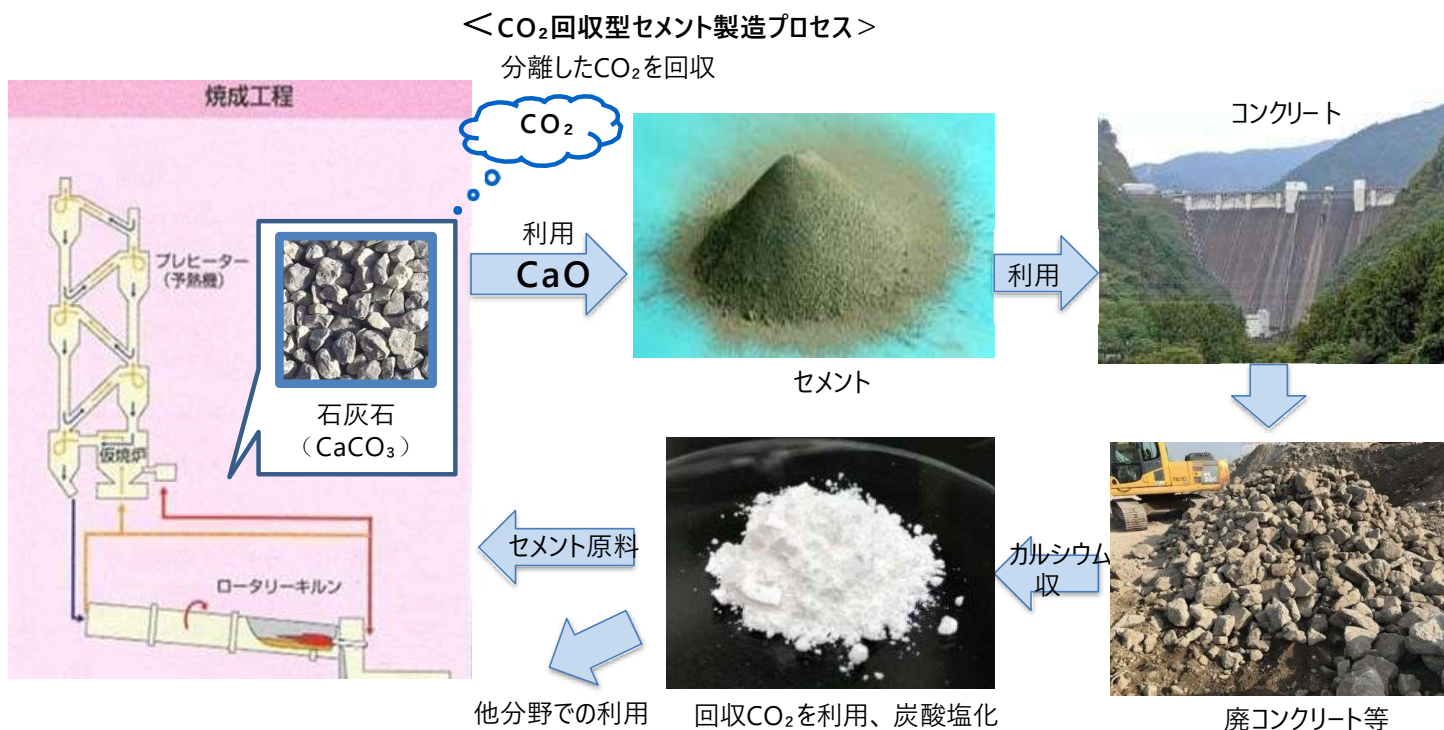 ＜CO₂回収型セメント製造プロセス＞
分離したCO₂を回収
焼成工程
CO₂
コンクリート
プレヒーター
（予熱機）
利用
CaO
利用
石灰石
（CaCO₃）
セメント
仮焼炉
セメント原料
カルシウム
収
ロータリーキルン
他分野での利用
回収CO₂を利用、炭酸塩化
廃コンクリート等